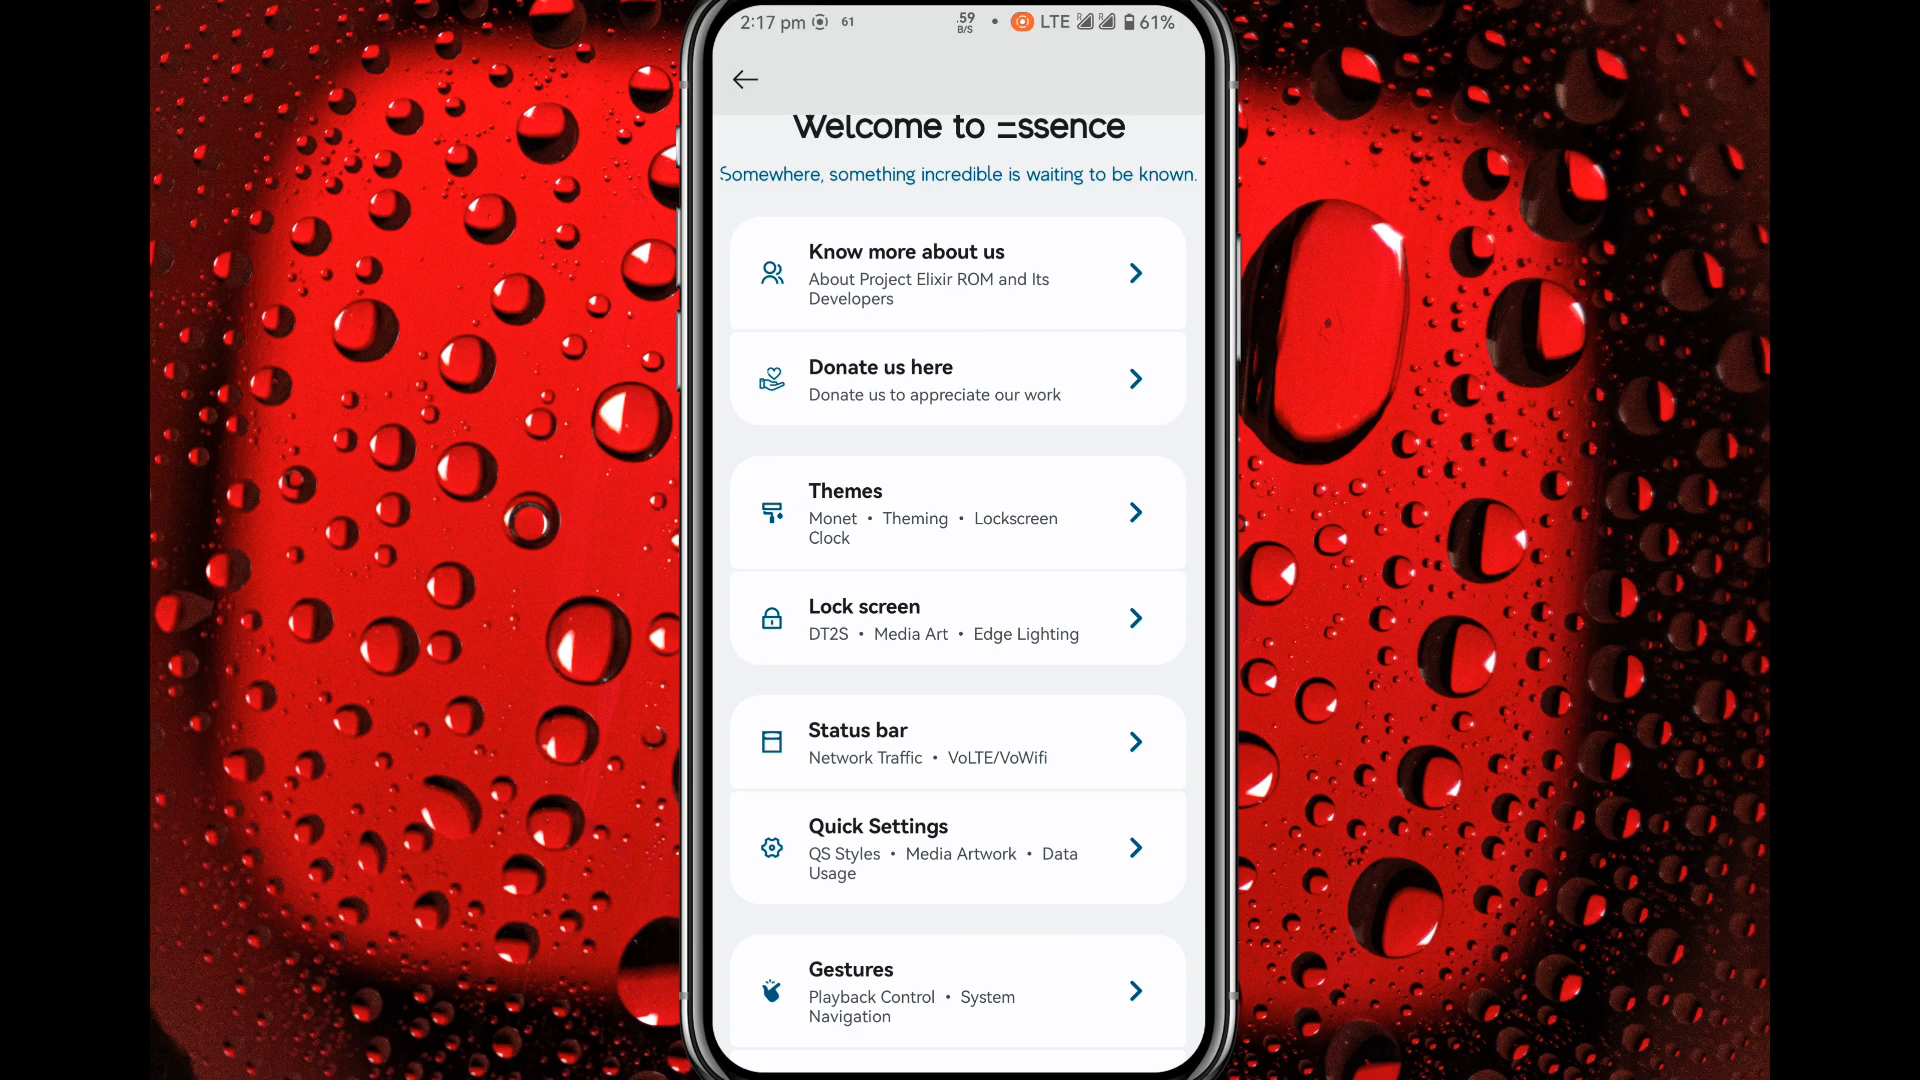 2:17 pm 61 .59 B/S • LTE R R 61%
Welcome to Essence
Somewhere, something incredible is waiting to be known.
Know more about us
About Project Elixir ROM and Its
Developers
Donate us here
Donate us to appreciate our work
Themes
Monet • Theming • Lockscreen
Clock
Lock screen
DT2S • Media Art • Edge Lighting
Status bar
Network Traffic • VoLTE/VoWifi
Quick Settings
QS Styles • Media Artwork • Data
Usage
Gestures
Playback Control • System
Navigation